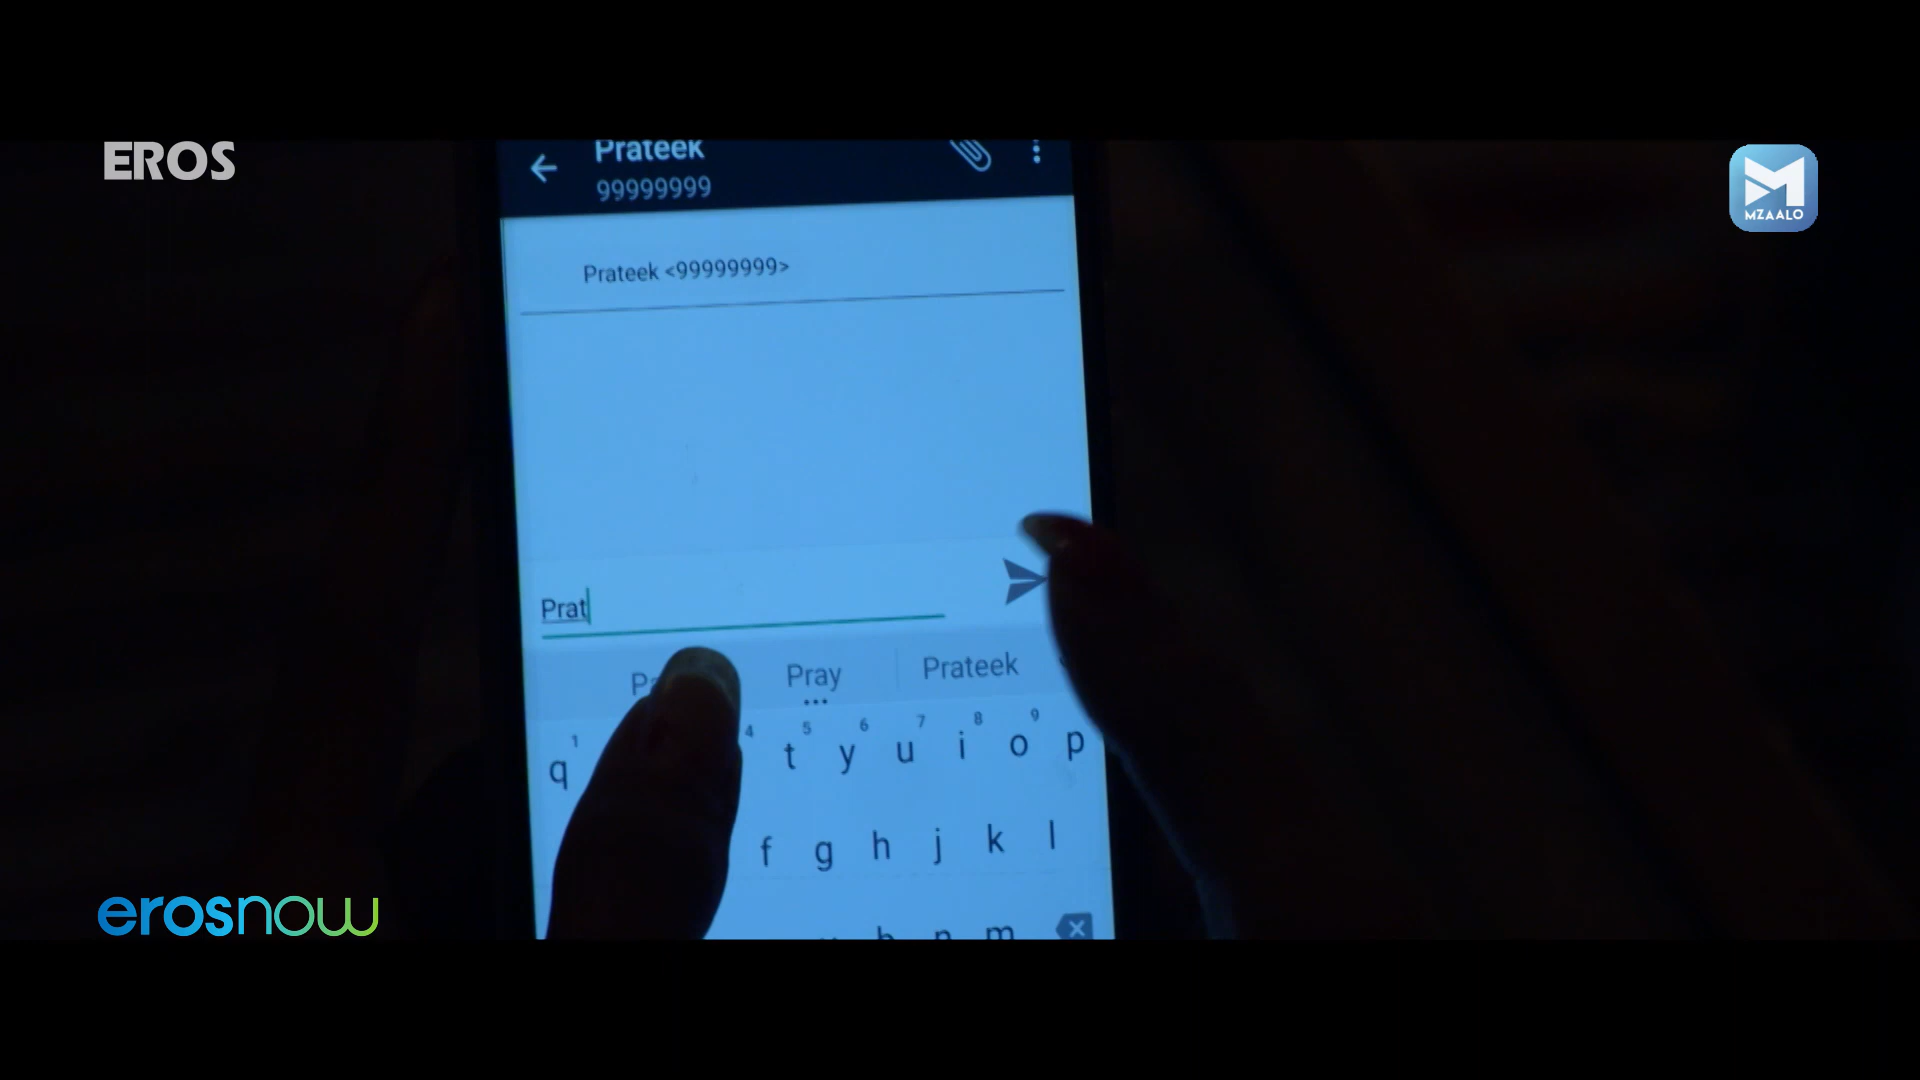 EROS
MZAALO
Prateek
99999999
Prateek <99999999>
Prat
Pray
Prateek
1 4 5 6 7 8 9
q t y u i o p
f g h j k l
b n m
erosnow